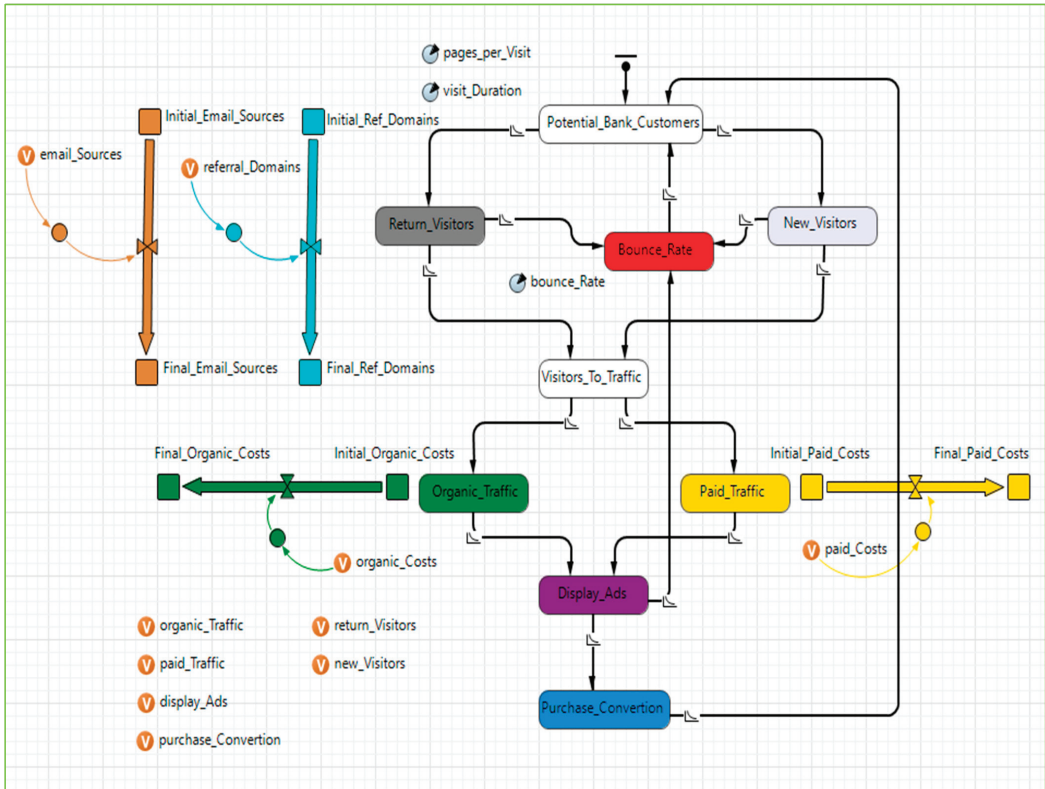 pages_per_Visit
visit_Duration
Initial_Email_Sources
Initial_Ref_Domains
Potential_Bank_Customers
V email_Sources
V referral_Domains
Return_Visitors
New_Visitors
Bounce_Rate
bounce_Rate
Final_Email_Sources
Final_Ref_Domains
Visitors_To_Traffic
Final_Organic_Costs
Initial_Organic_Costs
Initial_Paid_Costs
Final_Paid_Costs
Organic_Traffic
Paid_Traffic
V organic_Costs
V paid_Costs
Display_Ads
V organic_Traffic
V return_Visitors
V paid_Traffic
V new_Visitors
V display_Ads
Purchase_Convertion
V purchase_Convertion